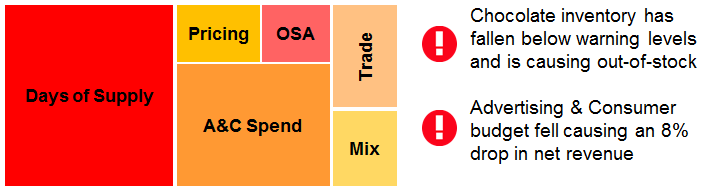 Days of Supply
Pricing
OSA
A&C Spend
Trade
Mix
Chocolate inventory has
fallen below warning levels
and is causing out-of-stock
Advertising & Consumer
budget fell causing an 8%
drop in net revenue